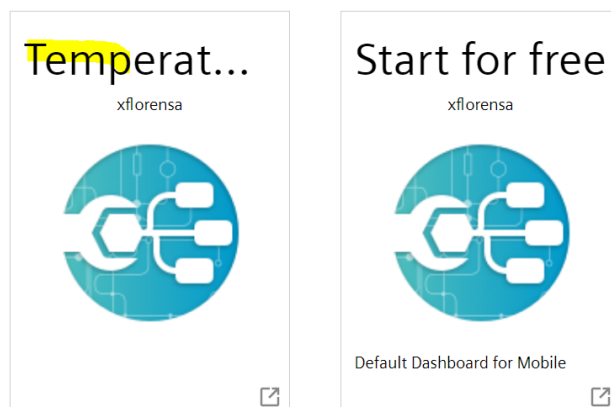 Temperat...
xflorensa
Start for free
xflorensa
Default Dashboard for Mobile